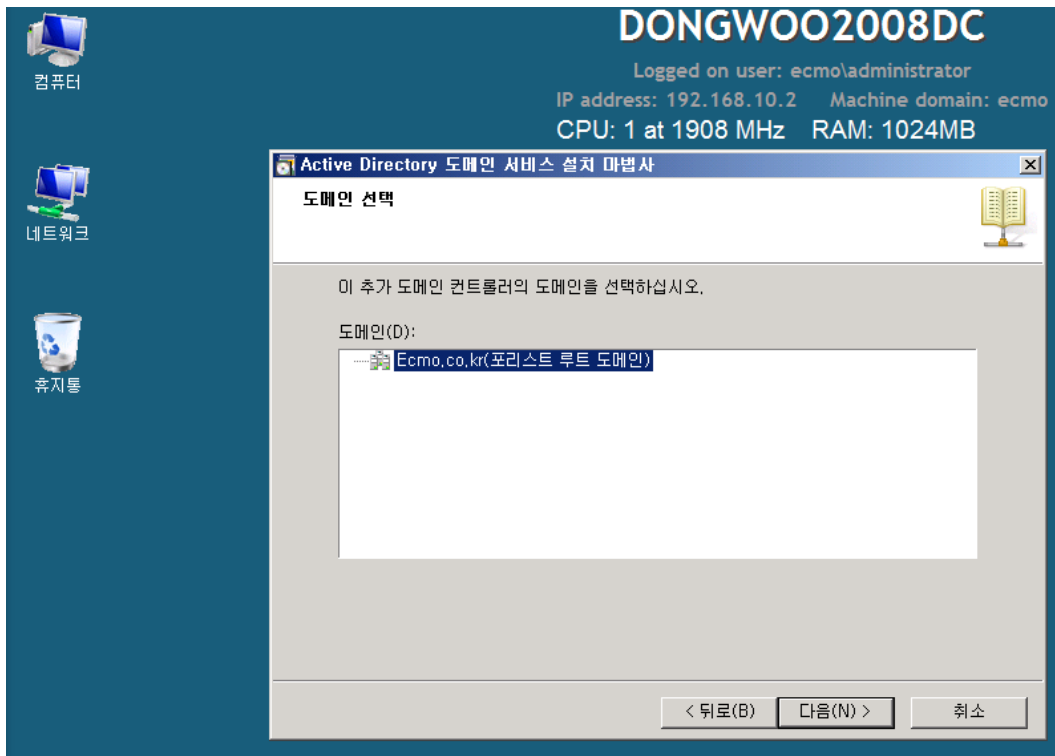 DONGWOO2008DC
컴퓨터
Logged on user: ecmo\administrator
IP address: 192.168.10.2 Machine domain: ecmo
CPU: 1 at 1908 MHz RAM: 1024MB
Active Directory 도메인 서비스 설치 마법사
도메인 선택
네트워크
이 추가 도메인 컨트롤러의 도메인을 선택하십시오.
도메인(D):
Ecmo.co.kr(포리스트 루트 도메인)
휴지통
< 뒤로(B) 다음(N) > 취소